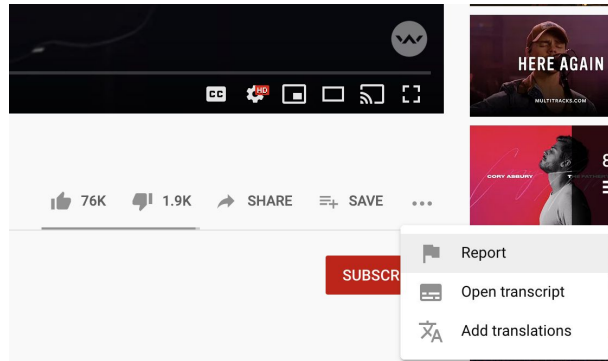 HERE AGAIN
MULTITRACKS.COM
CC
HD
CORY ASBURY
8
76K
1.9K
SHARE
SAVE
SUBSCR
Report
Open transcript
Add translations